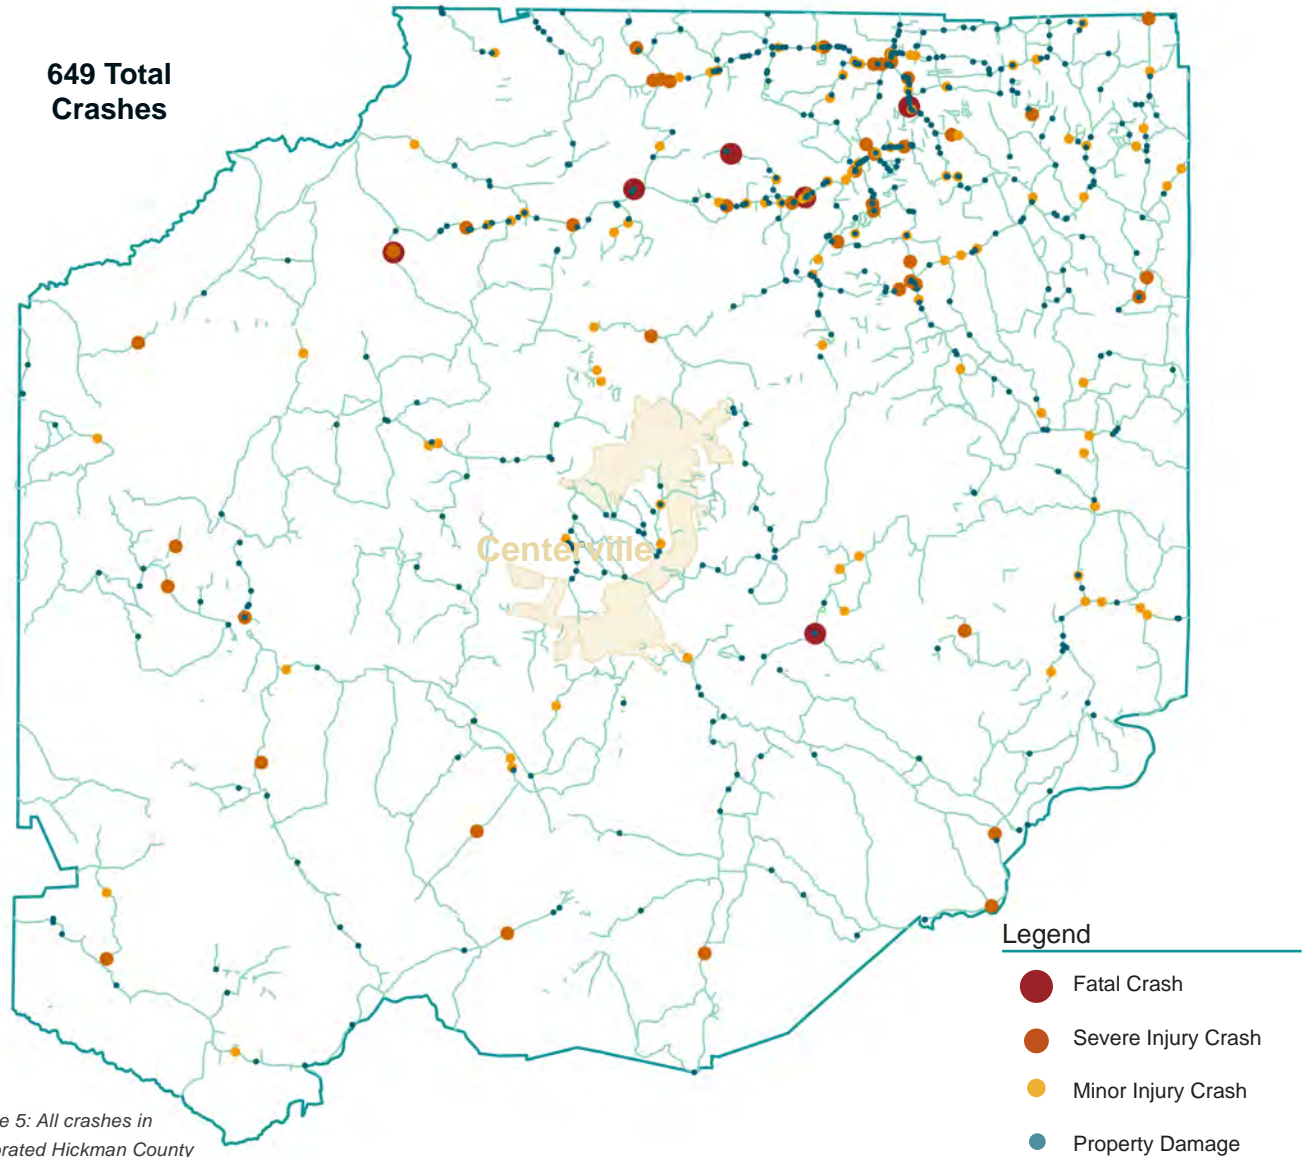 649 Total
Crashes
Centerville
Legend
Fatal Crash
Severe Injury Crash
Minor Injury Crash
Property Damage
e 5: All crashes in
orated Hickman County